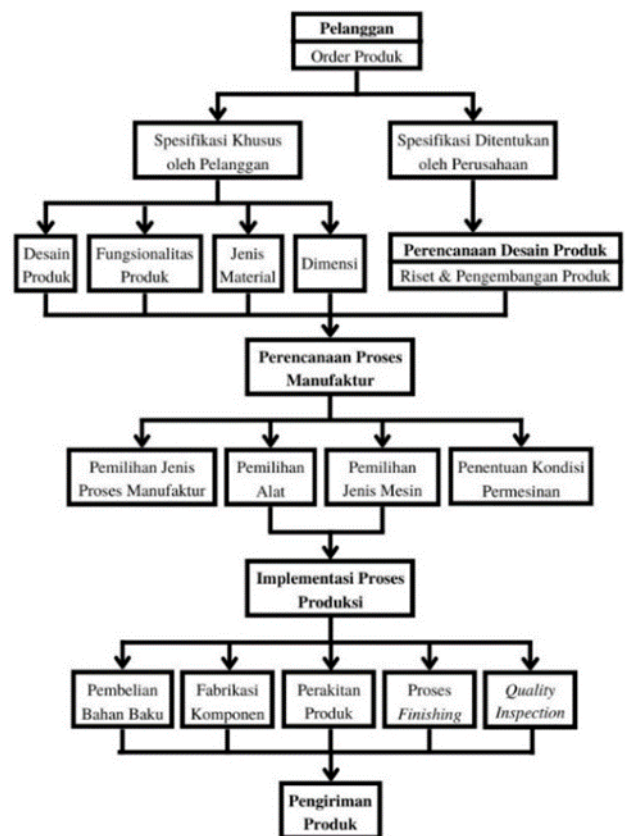 Pelanggan
Order Produk
Spesifikasi Khusus
oleh Pelanggan
Spesifikasi Ditentukan
oleh Perusahaan
Desain
Produk
Fungsionalitas
Produk
Jenis
Material
Dimensi
Perencanaan Desain Produk
Riset & Pengembangan Produk
Perencanaan Proses
Manufaktur
Pemilihan Jenis
Proses Manufaktur
Pemilihan
Alat
Pemilihan
Jenis Mesin
Penentuan Kondisi
Permesinan
Implementasi Proses
Produksi
Pembelian
Bahan Baku
Fabrikasi
Komponen
Perakitan
Produk
Proses
Finishing
Quality
Inspection
Pengiriman
Produk